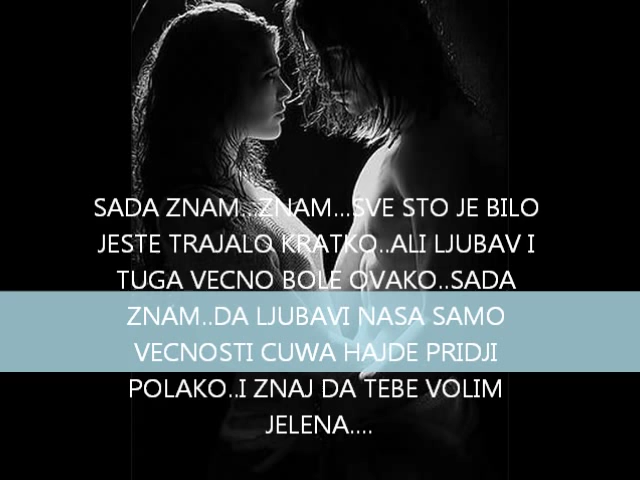 SADA ZNAM..ZNAM...SVE STO JE BILO
JESTE TRAJALO KRATKO..ALI LJUBAV I
TUGA VECNO BOLE OVAKO..SADA
ZNAM..DA LJUBAVI NASA SAMO
VECNOSTI CUWA HAJDE PRIDJI
POLAKO..I ZNAJ DA TEBE VOLIM
JELENA....